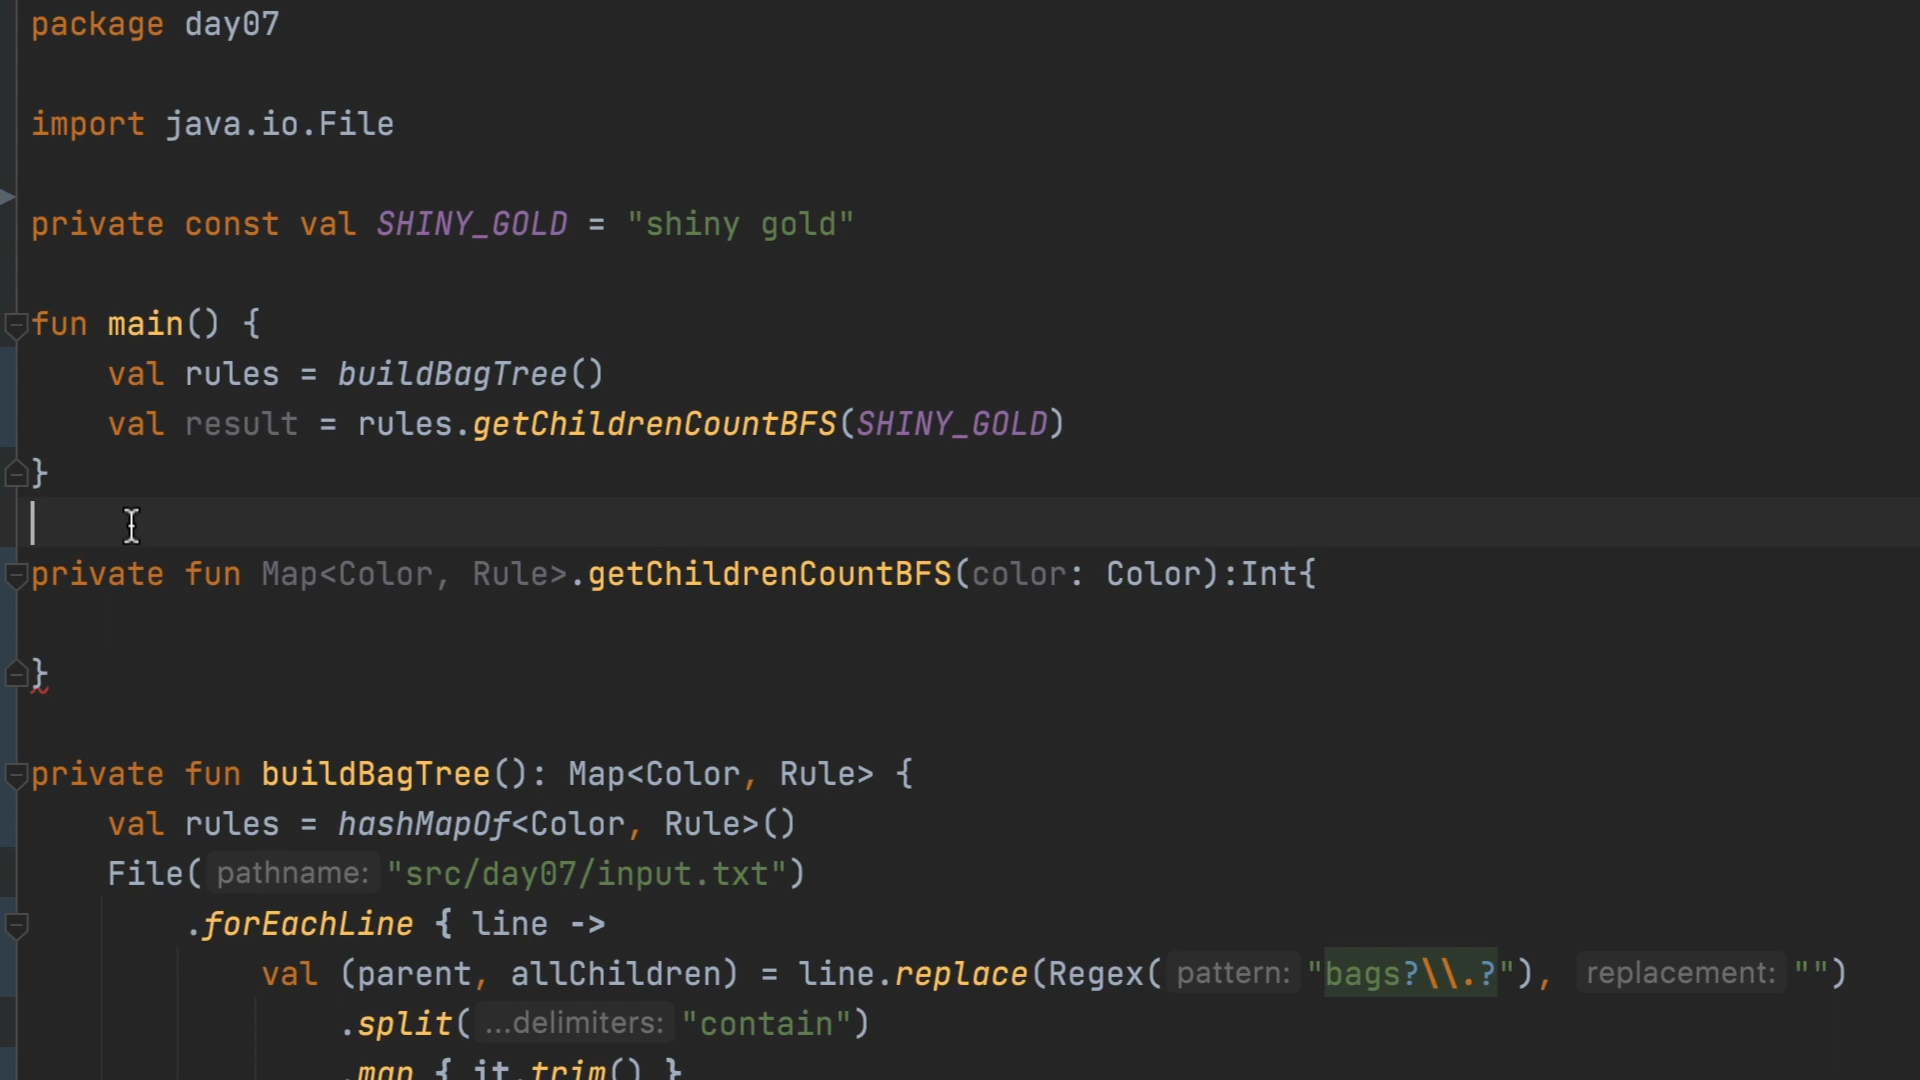 package day07
import java.io.File
private const val SHINY_GOLD = "shiny gold"
fun main() {
    val rules = buildBagTree()
    val result = rules.getChildrenCountBFS(SHINY_GOLD)
}
private fun Map<Color, Rule>.getChildrenCountBFS(color: Color):Int{
}
private fun buildBagTree(): Map<Color, Rule> {
    val rules = hashMapOf<Color, Rule>()
    File( pathname: "src/day07/input.txt")
        .forEachLine { line ->
            val (parent, allChildren) = line.replace(Regex( pattern: "bags?\\.?"), replacement: "")
                .split( ...delimiters: "contain")
                .map { it.trim() }